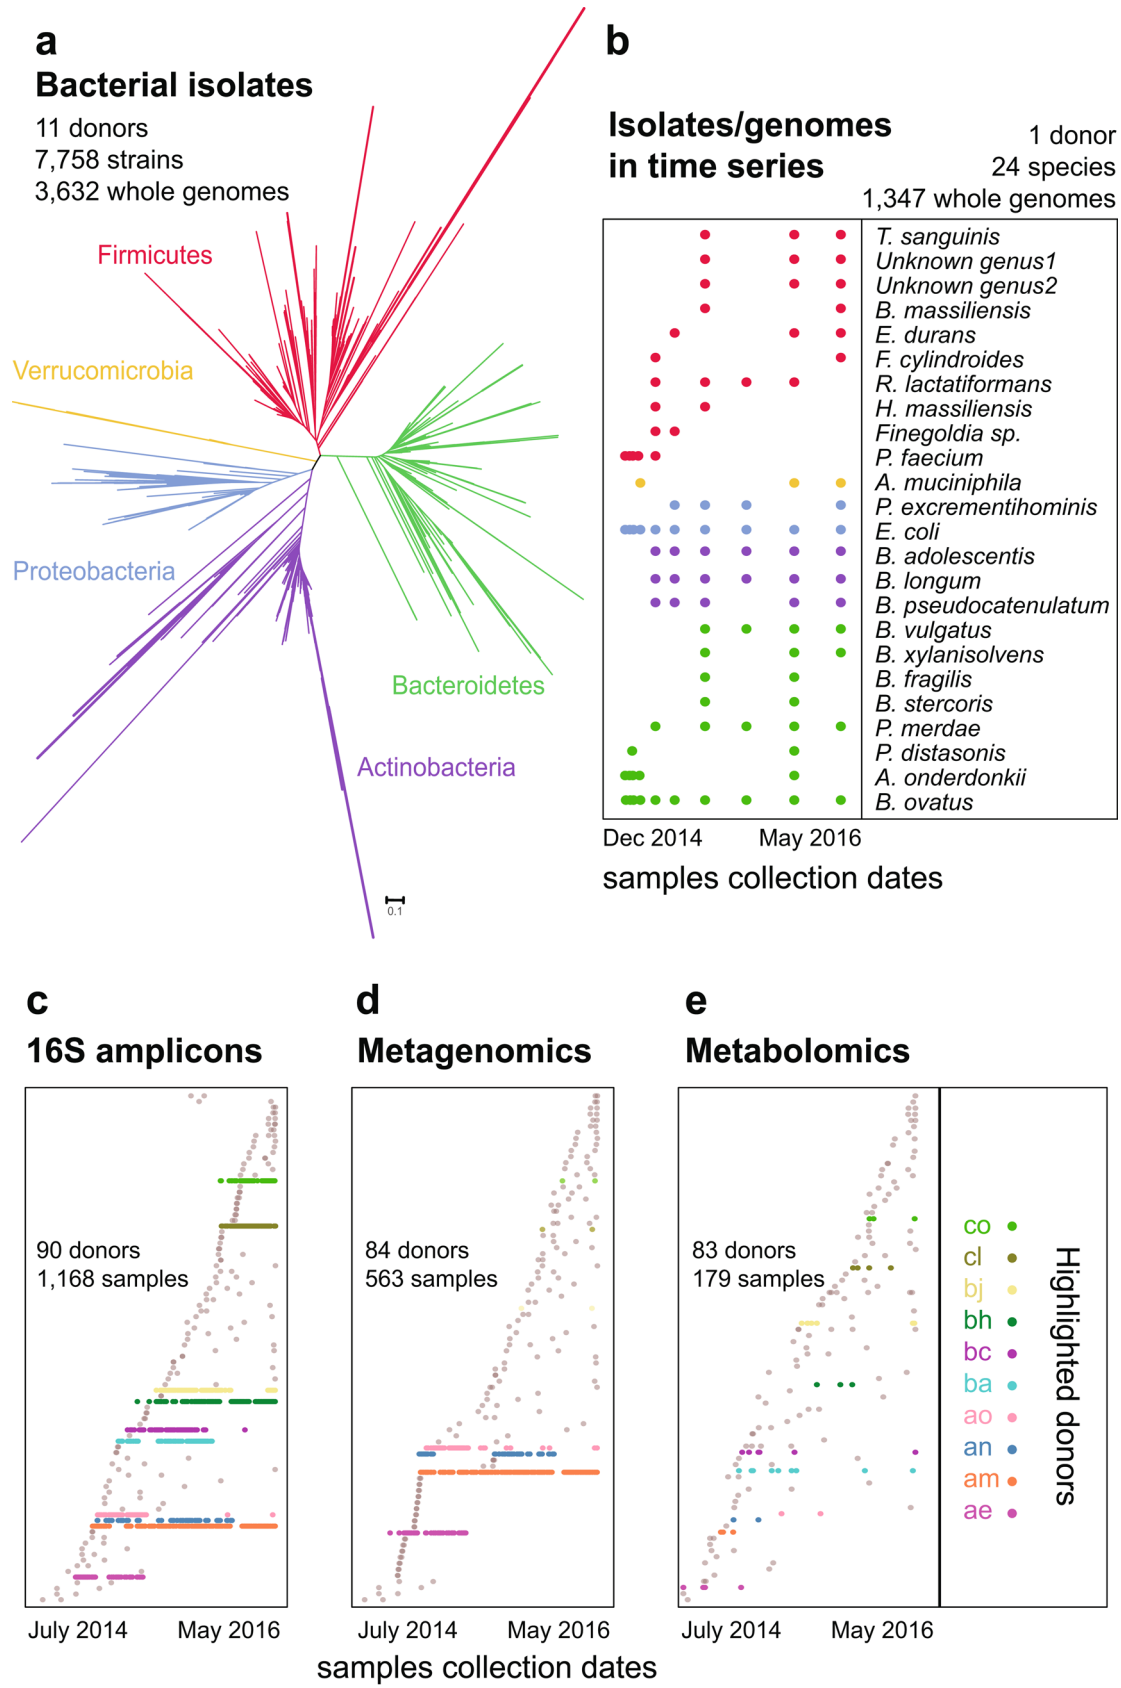 a
Bacterial isolates
11 donors
7,758 strains
3,632 whole genomes
Firmicutes
Verrucomicrobia
Proteobacteria
Bacteroidetes
Actinobacteria
0.1
b
Isolates/genomes
in time series
1 donor
24 species
1,347 whole genomes
T. sanguinis
Unknown genus1
Unknown genus2
B. massiliensis
E. durans
F. cylindroides
R. lactatiformans
H. massiliensis
Finegoldia sp.
P. faecium
A. muciniphila
P. excrementihominis
E. coli
B. adolescentis
B. longum
B. pseudocatenulatum
B. vulgatus
B. xylanisolvens
B. fragilis
B. stercoris
P. merdae
P. distasonis
A. onderdonkii
B. ovatus
Dec 2014 May 2016
samples collection dates
c
16S amplicons
90 donors
1,168 samples
July 2014 May 2016
d
Metagenomics
84 donors
563 samples
July 2014 May 2016
e
Metabolomics
83 donors
179 samples
July 2014 May 2016
co
cl
bj
bh
bc
ba
ao
an
am
ae
Highlighted donors
samples collection dates